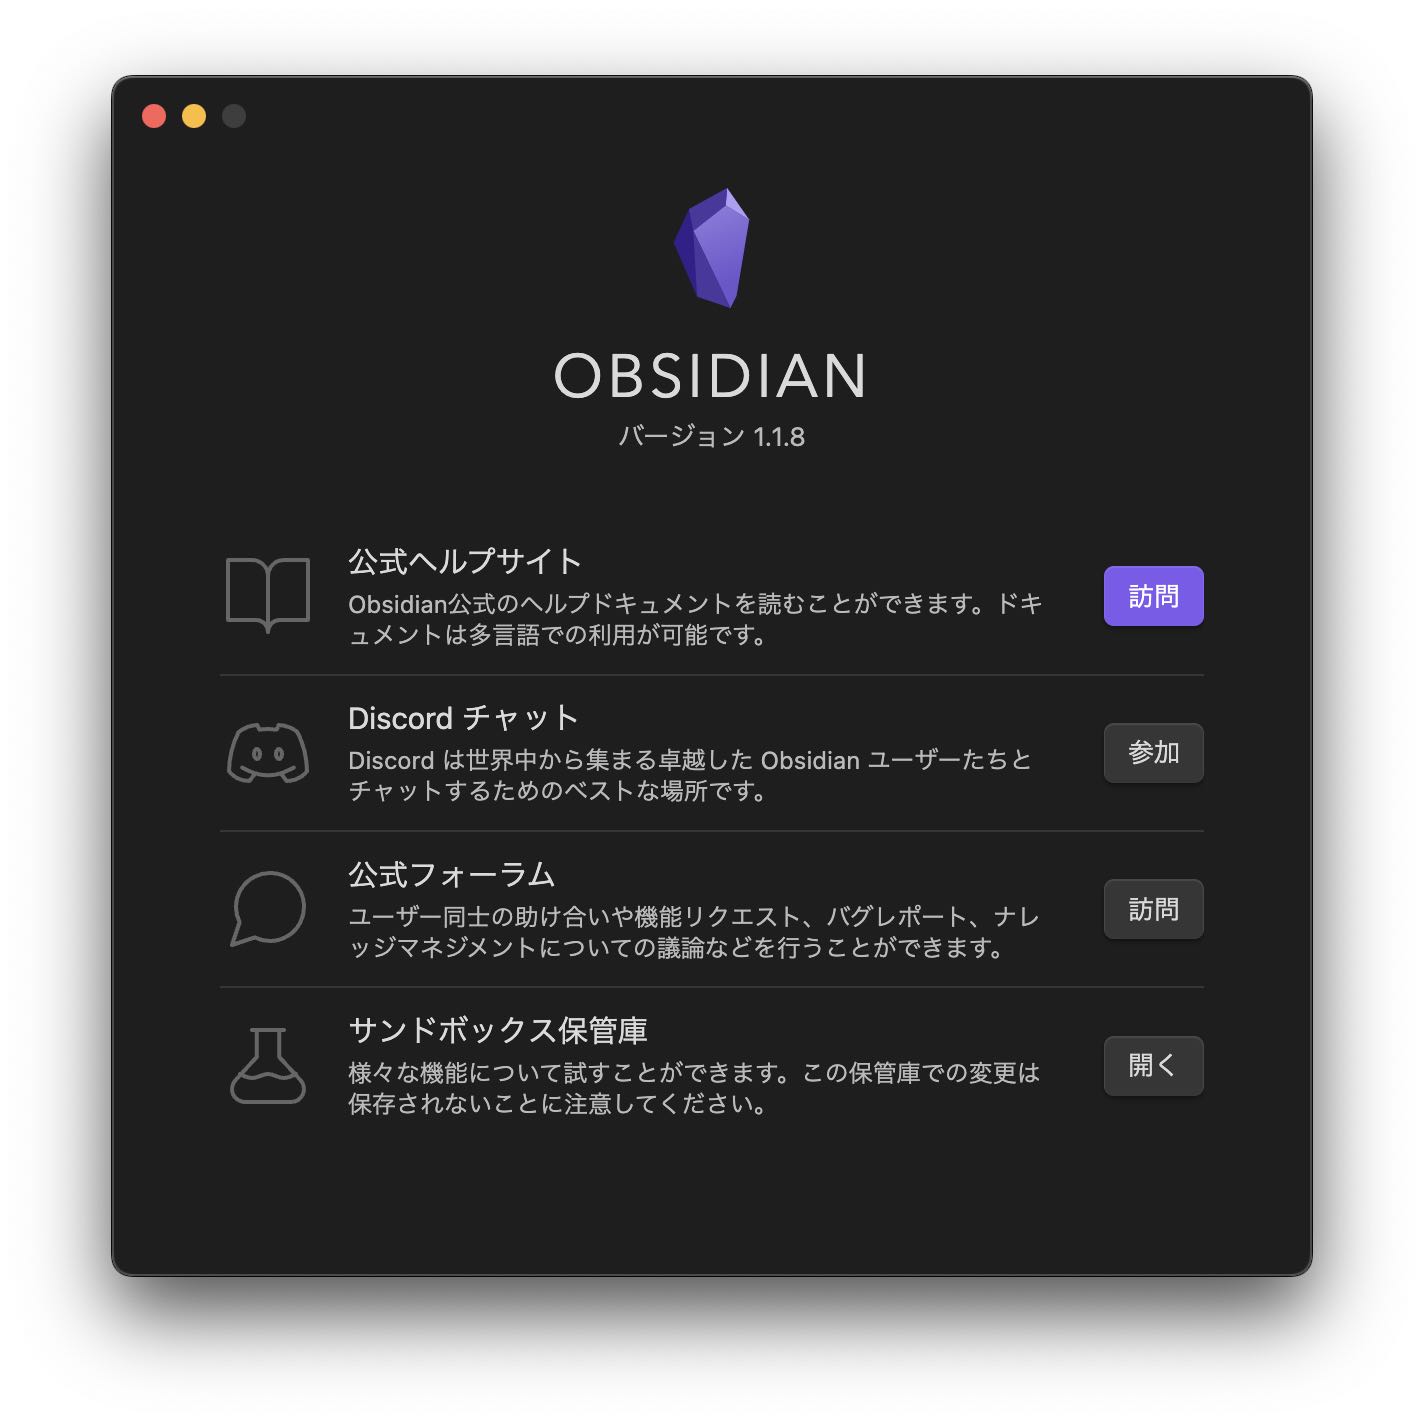 OBSIDIAN
バージョン 1.1.8
公式ヘルプサイト
Obsidian公式のヘルプドキュメントを読むことができます。ドキ
ュメントは多言語での利用が可能です。
訪問
Discord チャット
Discord は世界中から集まる卓越した Obsidian ユーザーたちと
チャットするためのベストな場所です。
参加
公式フォーラム
ユーザー同士の助け合いや機能リクエスト、バグレポート、ナレ
ッジマネジメントについての議論などを行うことができます。
訪問
サンドボックス保管庫
様々な機能について試すことができます。この保管庫での変更は
保存されないことに注意してください。
開く